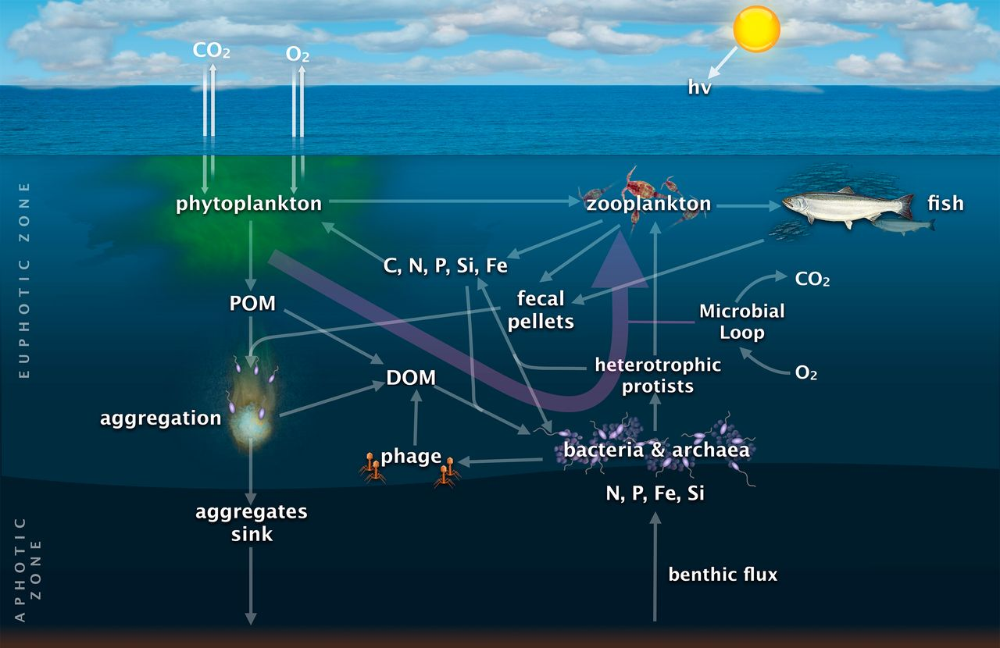 CO₂
O₂
hv
EUPHOTIC ZONE
phytoplankton
zooplankton
fish
C, N, P, Si, Fe
CO₂
fecal
pellets
POM
Microbial
Loop
heterotrophic
protists
O₂
DOM
aggregation
phage
bacteria & archaea
N, P, Fe, Si
aggregates
sink
APHOTIC
ZONE
benthic flux